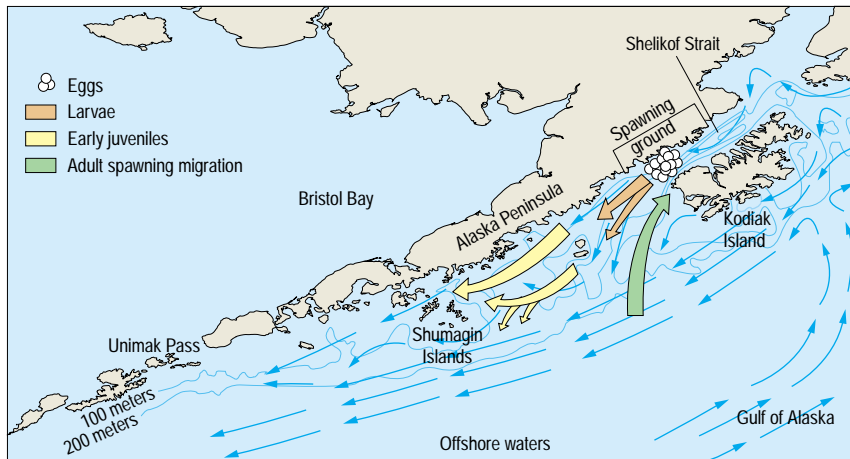 Shelikof Strait
Eggs
Larvae
Early juveniles
Adult spawning migration
Spawning
ground
Bristol Bay
Alaska Peninsula
Kodiak
Island
Shumagin
Islands
Unimak Pass
100 meters
200 meters
Gulf of Alaska
Offshore waters